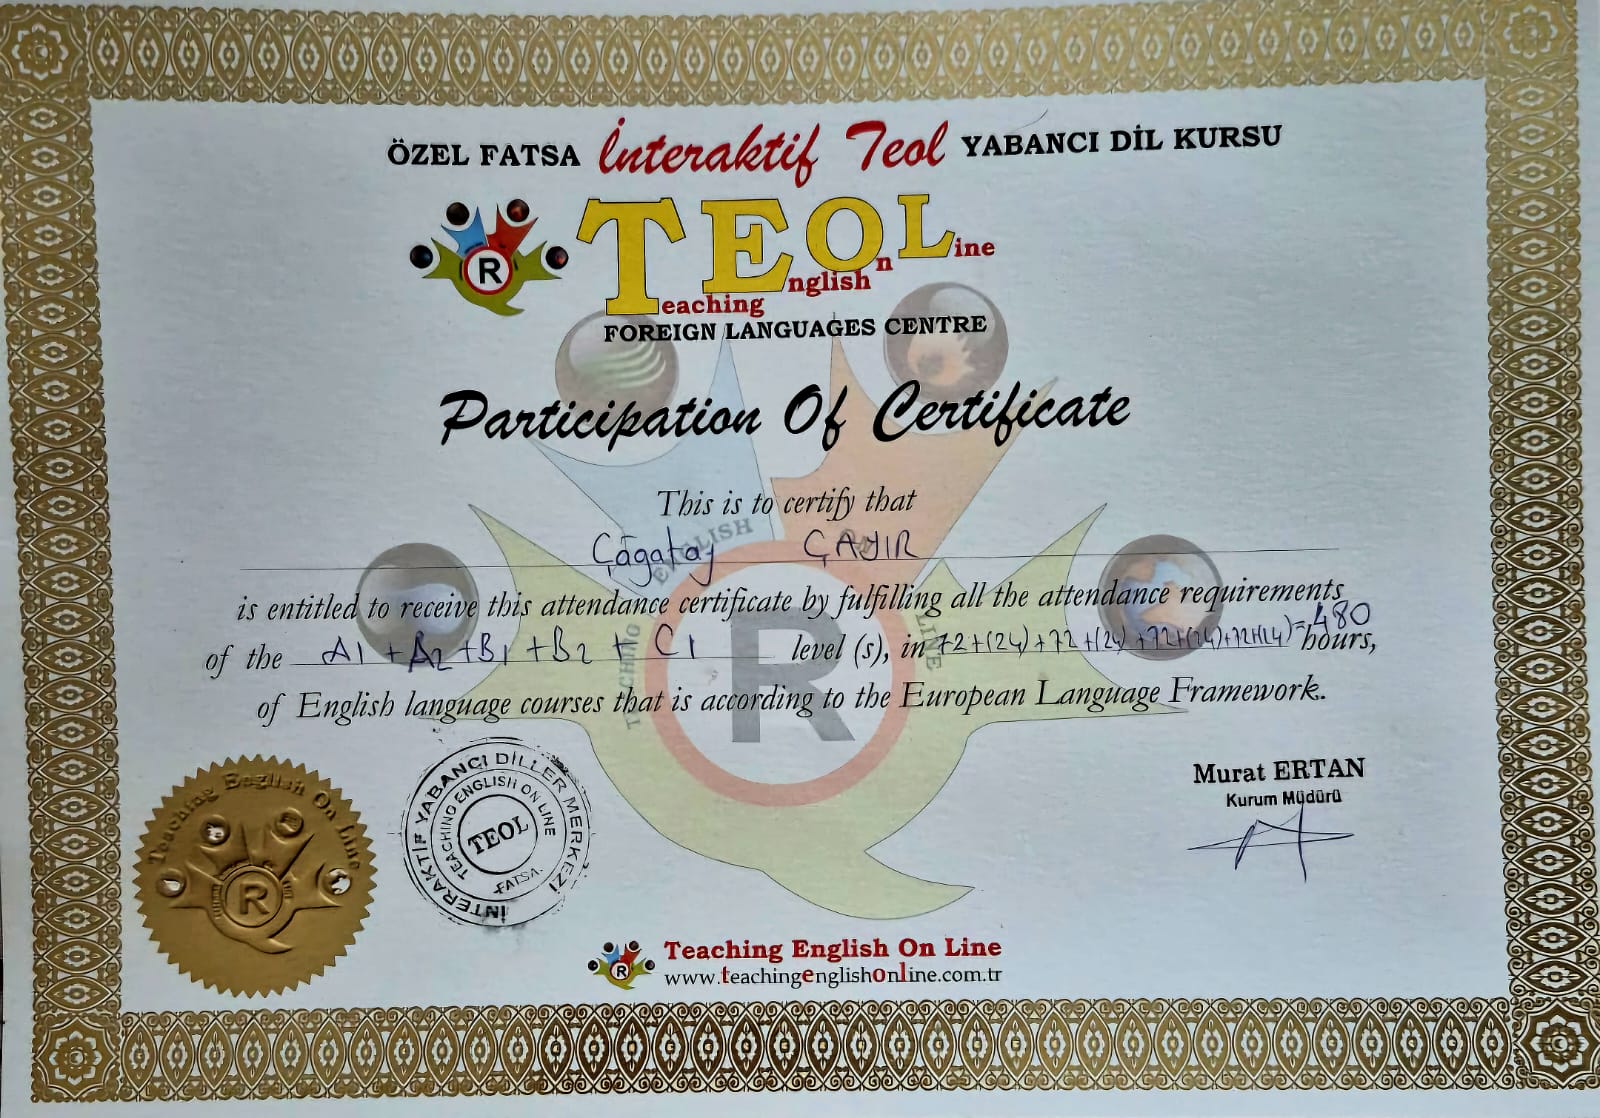 ÖZEL FATSA İnteraktif Teol YABANCI DİL KURSU
TEOL
Teaching English On Line
FOREIGN LANGUAGES CENTRE
R
Participation Of Certificate
This is to certify that
Çağatay ÇAYIR
is entitled to receive this attendance certificate by fulfilling all the attendance requirements
of the A1 + A2 + B1 + B2 + C1 level (s), in 72+(24)+72+(24)+72+(24)+72+(24)=480 hours,
of English language courses that is according to the European Language Framework.
TEACHING ENGLISH ON LINE
R
Murat ERTAN
Kurum Müdürü
Teaching English On Line
R
İNTERAKTİF YABANCI DİLLER MERKEZİ
TEACHING ENGLISH ON LINE
TEOL
FATSA
R
Teaching English On Line
www.teachingenglishonline.com.tr